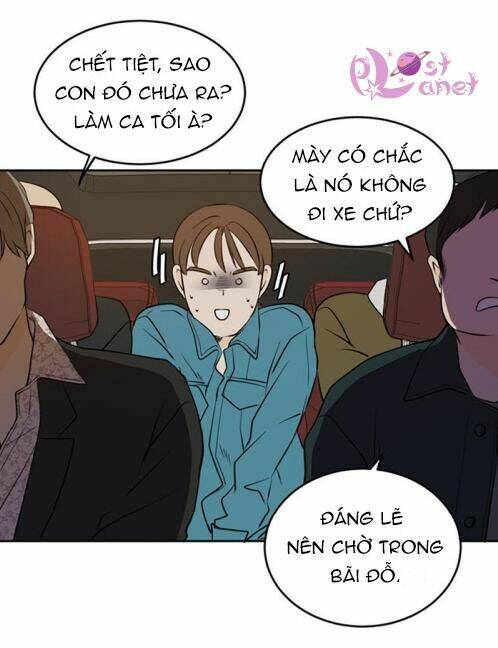 CHẾT TIỆT, SAO
CON ĐÓ CHƯA RA?
LÀM CA TỐI À?
Lost
Planet
MÀY CÓ CHẮC
LÀ NÓ KHÔNG
ĐI XE CHỨ?
ĐÁNG LẼ
NÊN CHỜ TRONG
BÃI ĐỖ.